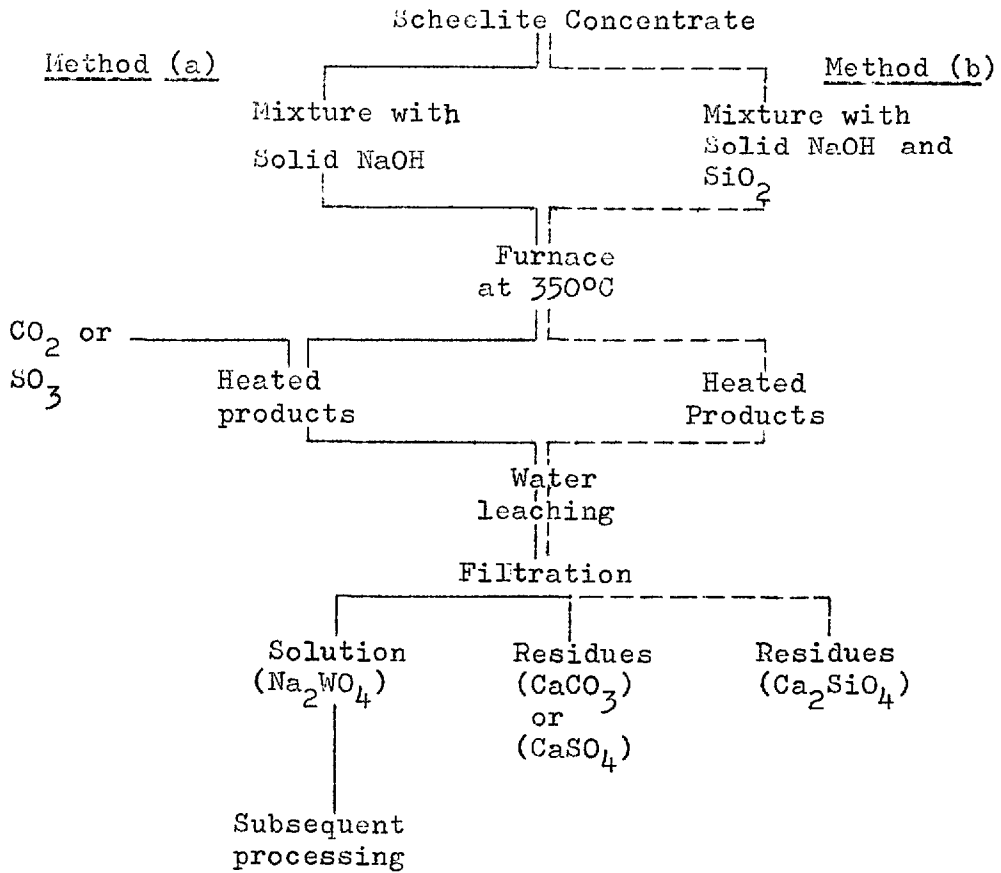 Scheelite Concentrate
Method (a)
Method (b)
Mixture with
Solid NaOH
Mixture with
Solid NaOH and
SiO2
Furnace
at 350°C
CO2 or
SO3
Heated
products
Heated
Products
Water
leaching
Filtration
Solution
(Na2WO4)
Residues
(CaCO3)
or
(CaSO4)
Residues
(Ca2SiO4)
Subsequent
processing